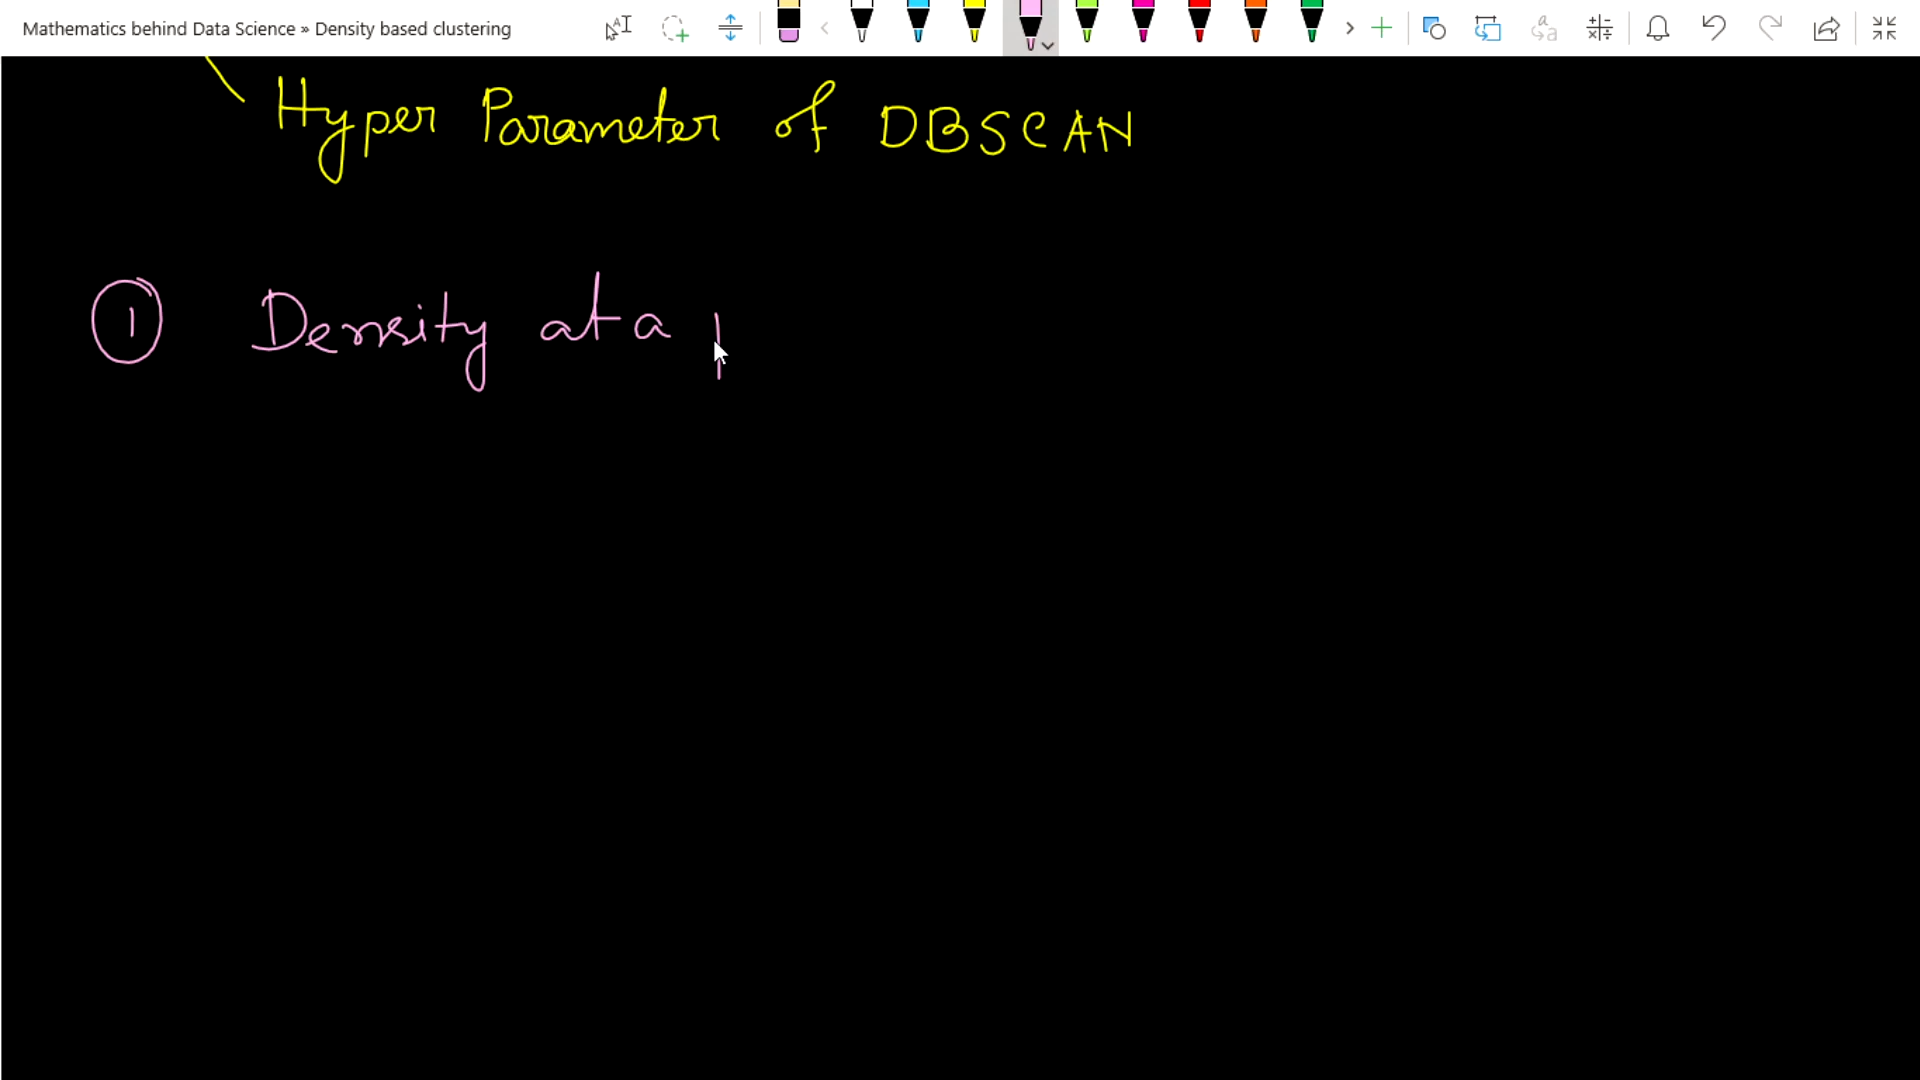 Mathematics behind Data Science » Density based clustering
Hyper Parameter of DBSCAN
① Density at a